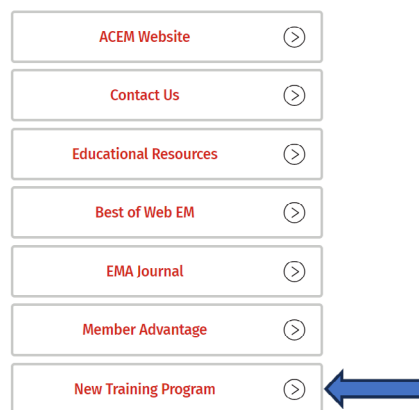 ACEM Website
Contact Us
Educational Resources
Best of Web EM
EMA Journal
Member Advantage
New Training Program